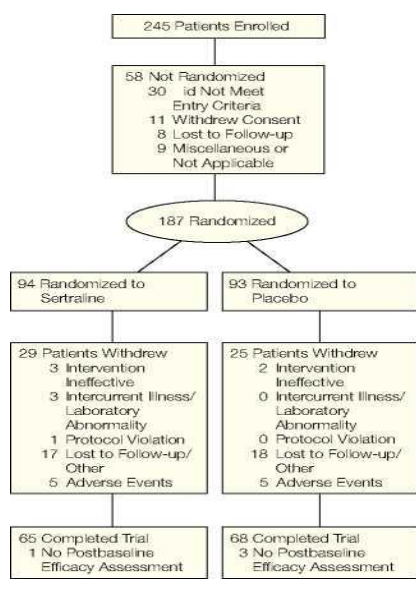 245 Patients Enrolled
58 Not Randomized
30 id Not Meet
Entry Criteria
11 Withdrew Consent
8 Lost to Follow-up
9 Miscellaneous or
Not Applicable
187 Randomized
94 Randomized to
Sertraline
93 Randomized to
Placebo
29 Patients Withdrew
3 Intervention
Ineffective
3 Intercurrent Illness/
Laboratory
Abnormality
1 Protocol Violation
17 Lost to Follow-up/
Other
5 Adverse Events
25 Patients Withdrew
2 Intervention
Ineffective
0 Intercurrent Illness/
Laboratory
Abnormality
0 Protocol Violation
18 Lost to Follow-up/
Other
5 Adverse Events
65 Completed Trial
1 No Postbaseline
Efficacy Assessment
68 Completed Trial
3 No Postbaseline
Efficacy Assessment